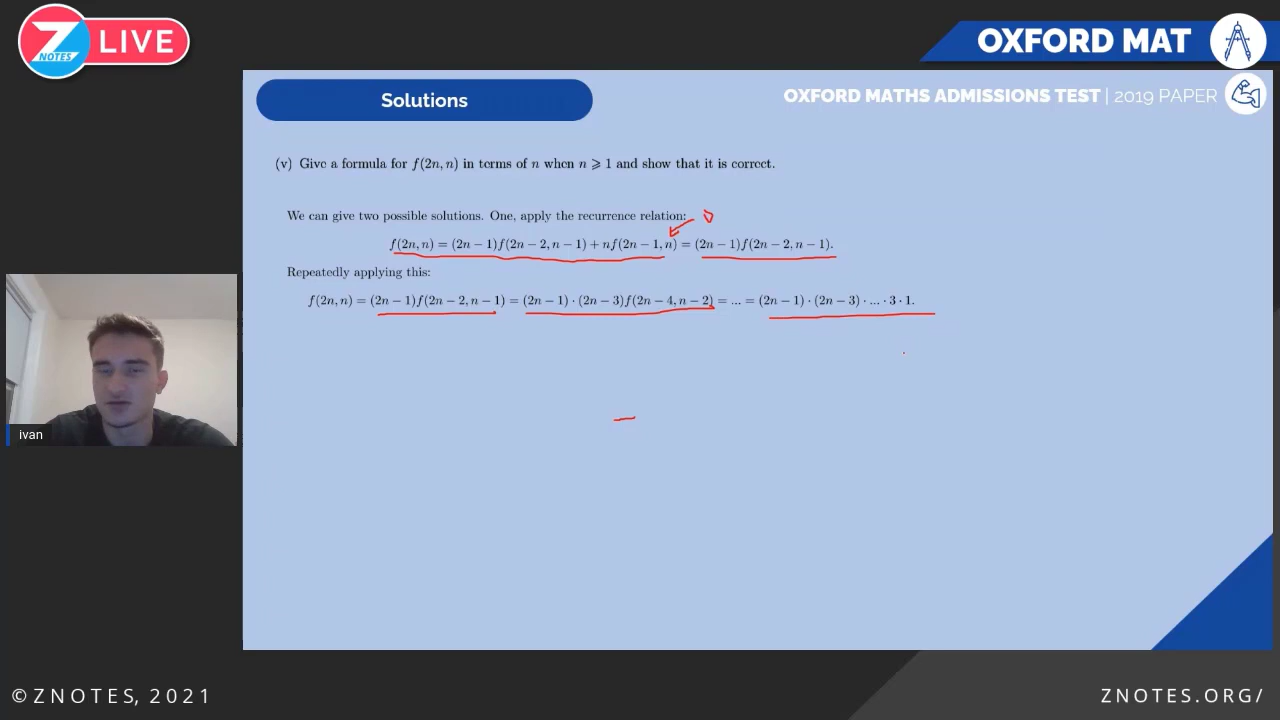 Z NOTES LIVE
OXFORD MAT
Solutions
OXFORD MATHS ADMISSIONS TEST | 2019 PAPER
(v) Give a formula for f(2n, n) in terms of n when n ⩾ 1 and show that it is correct.
We can give two possible solutions. One, apply the recurrence relation: 0
f(2n, n) = (2n − 1)f(2n − 2, n − 1) + nf(2n − 1, n) = (2n − 1)f(2n − 2, n − 1).
Repeatedly applying this:
f(2n, n) = (2n − 1)f(2n − 2, n − 1) = (2n − 1) · (2n − 3)f(2n − 4, n − 2) = ... = (2n − 1) · (2n − 3) · ... · 3 · 1.
ivan
© ZNOTES, 2021
ZNOTES.ORG/